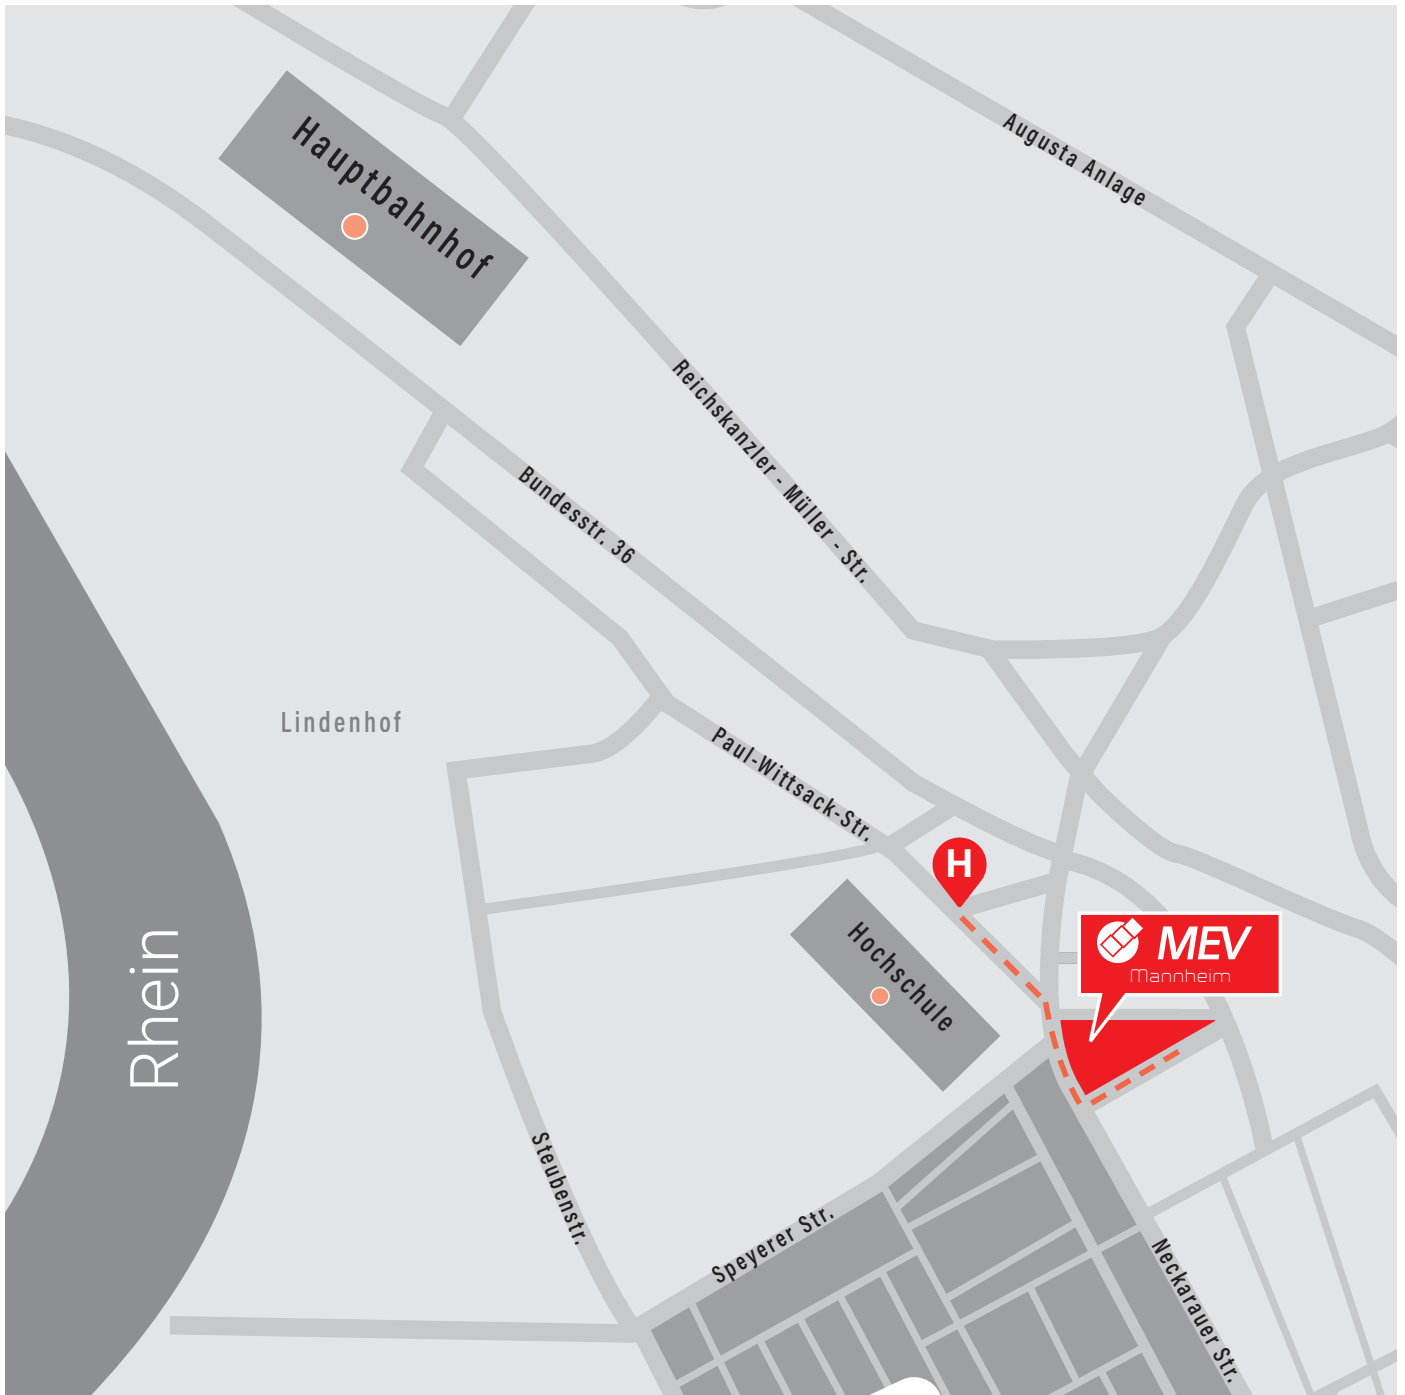 Hauptbahnhof
Augusta Anlage
Reichskanzler - Müller - Str.
Bundesstr. 36
Lindenhof
Paul-Wittsack-Str.
H
Hochschule
MEV
Mannheim
Rhein
Steubenstr.
Speyerer Str.
Neckarauer Str.